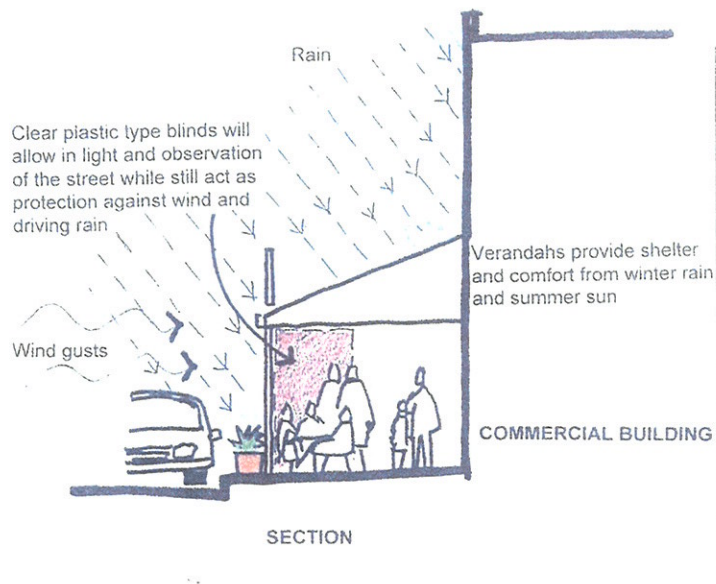 Rain
Clear plastic type blinds will
allow in light and observation
of the street while still act as
protection against wind and
driving rain
Verandahs provide shelter
and comfort from winter rain
and summer sun
Wind gusts
COMMERCIAL BUILDING
SECTION